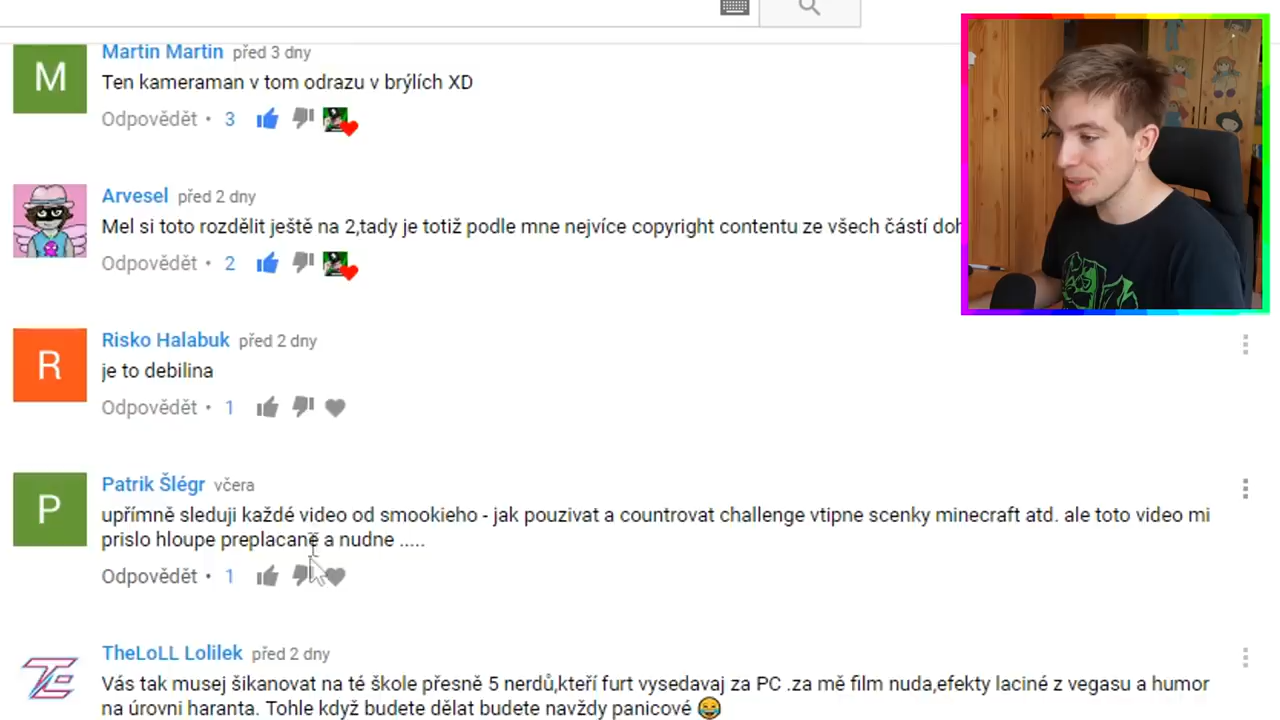 M
Martin Martin před 3 dny
Ten kameraman v tom odrazu v brýlích XD
Odpovědět • 3
Arvesel před 2 dny
Mel si toto rozdělit ještě na 2,tady je totiž podle mne nejvíce copyright contentu ze všech částí doh
Odpovědět • 2
R
Risko Halabuk před 2 dny
je to debilina
Odpovědět • 1
P
Patrik Šlégr včera
upřímně sleduji každé video od smookieho - jak pouzivat a countrovat challenge vtipne scenky minecraft atd. ale toto video mi
prislo hloupe preplacane a nudne .....
Odpovědět • 1
TheLoLL Lolilek před 2 dny
Vás tak musej šikanovat na té škole přesně 5 nerdů,kteří furt vysedavaj za PC .za mě film nuda,efekty laciné z vegasu a humor
na úrovni haranta. Tohle když budete dělat budete navždy panicové 😂